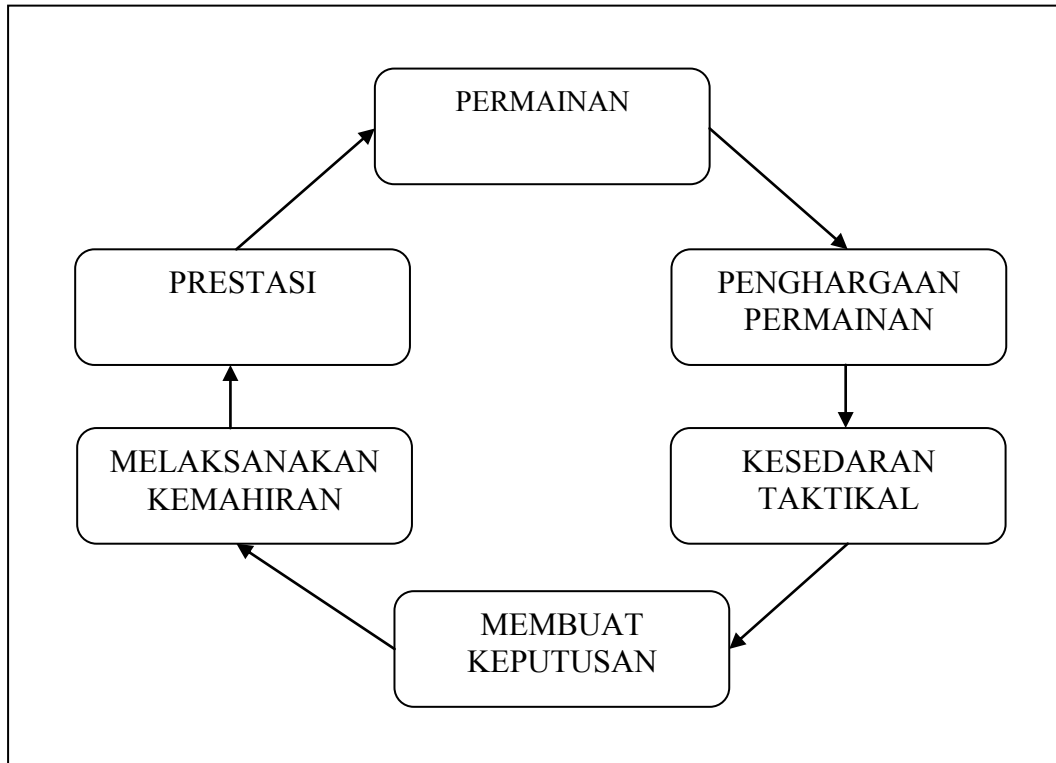 PERMAINAN
PENGHARGAAN
PERMAINAN
KESEDARAN
TAKTIKAL
MEMBUAT
KEPUTUSAN
MELAKSANAKAN
KEMAHIRAN
PRESTASI